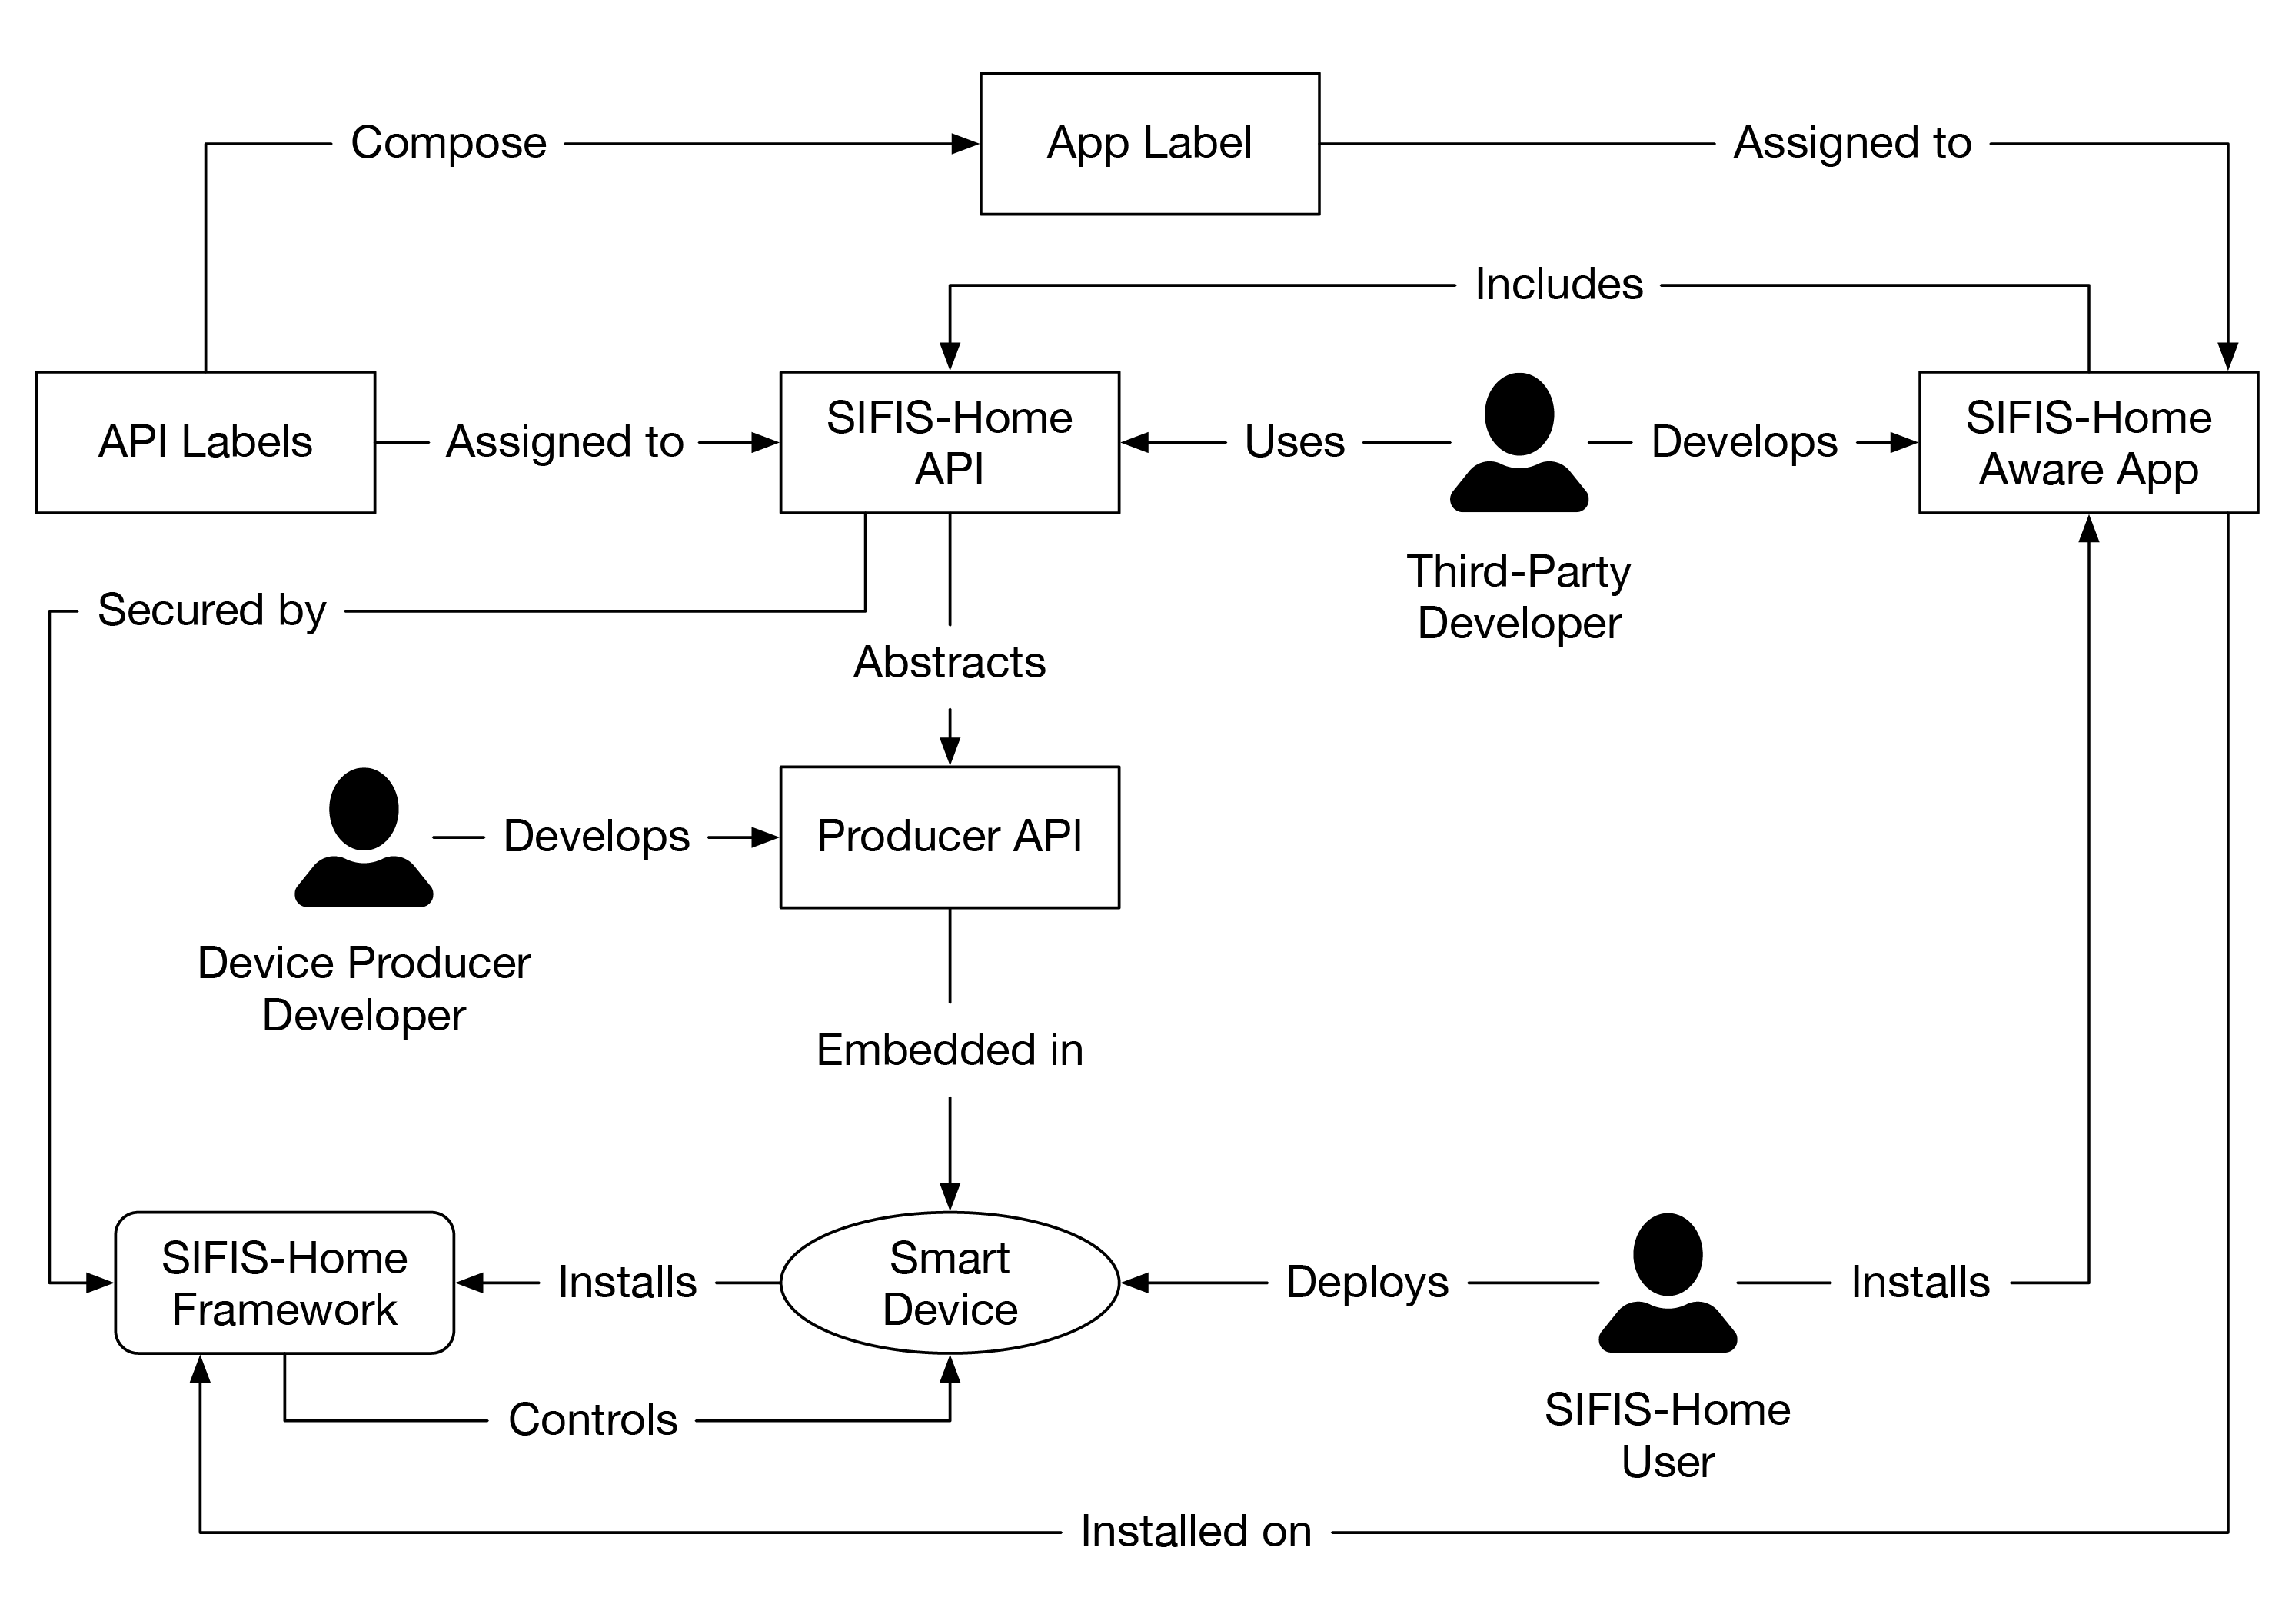 Compose
App Label
Assigned to
Includes
API Labels
Assigned to
SIFIS-Home
API
Uses
Third-Party
Developer
Develops
SIFIS-Home
Aware App
Secured by
Abstracts
Device Producer
Developer
Develops
Producer API
Embedded in
SIFIS-Home
Framework
Installs
Smart
Device
Deploys
SIFIS-Home
User
Installs
Controls
Installed on